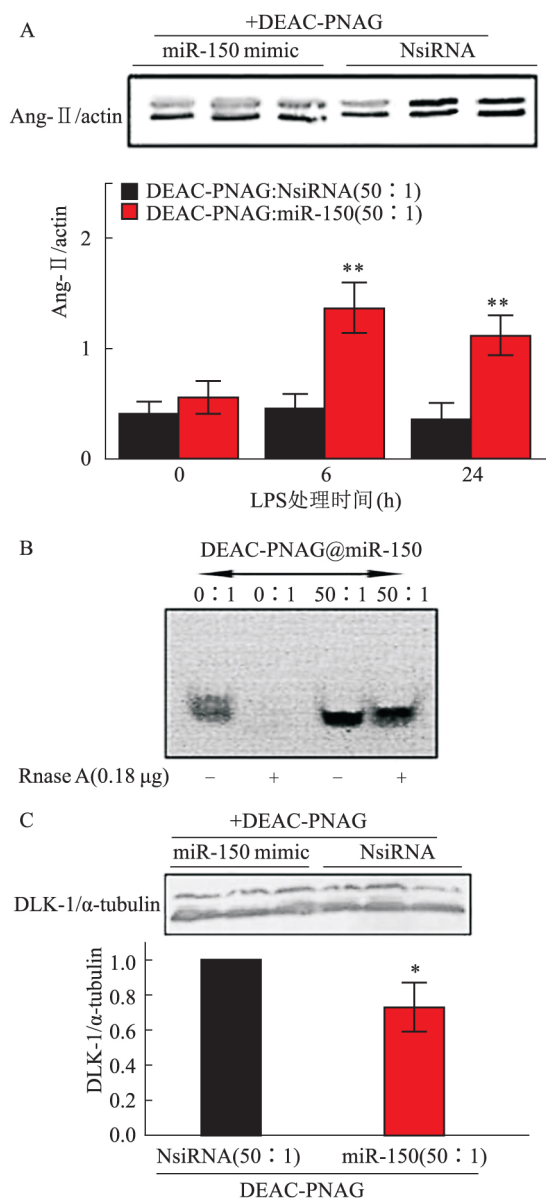 A
+DEAC-PNAG
miR-150 mimic NsiRNA
Ang-Ⅱ/actin
DEAC-PNAG:NsiRNA(50∶1)
DEAC-PNAG:miR-150(50∶1)
Ang-Ⅱ/actin
2
1
0
** **
0 6 24
LPS处理时间(h)
B
DEAC-PNAG@miR-150
0∶1 0∶1 50∶1 50∶1
Rnase A(0.18 μg) − + − +
C
+DEAC-PNAG
miR-150 mimic NsiRNA
DLK-1/α-tubulin
DLK-1/α-tubulin
1.0
0.8
0.6
0.4
0.2
0.0
*
NsiRNA(50∶1) miR-150(50∶1)
DEAC-PNAG